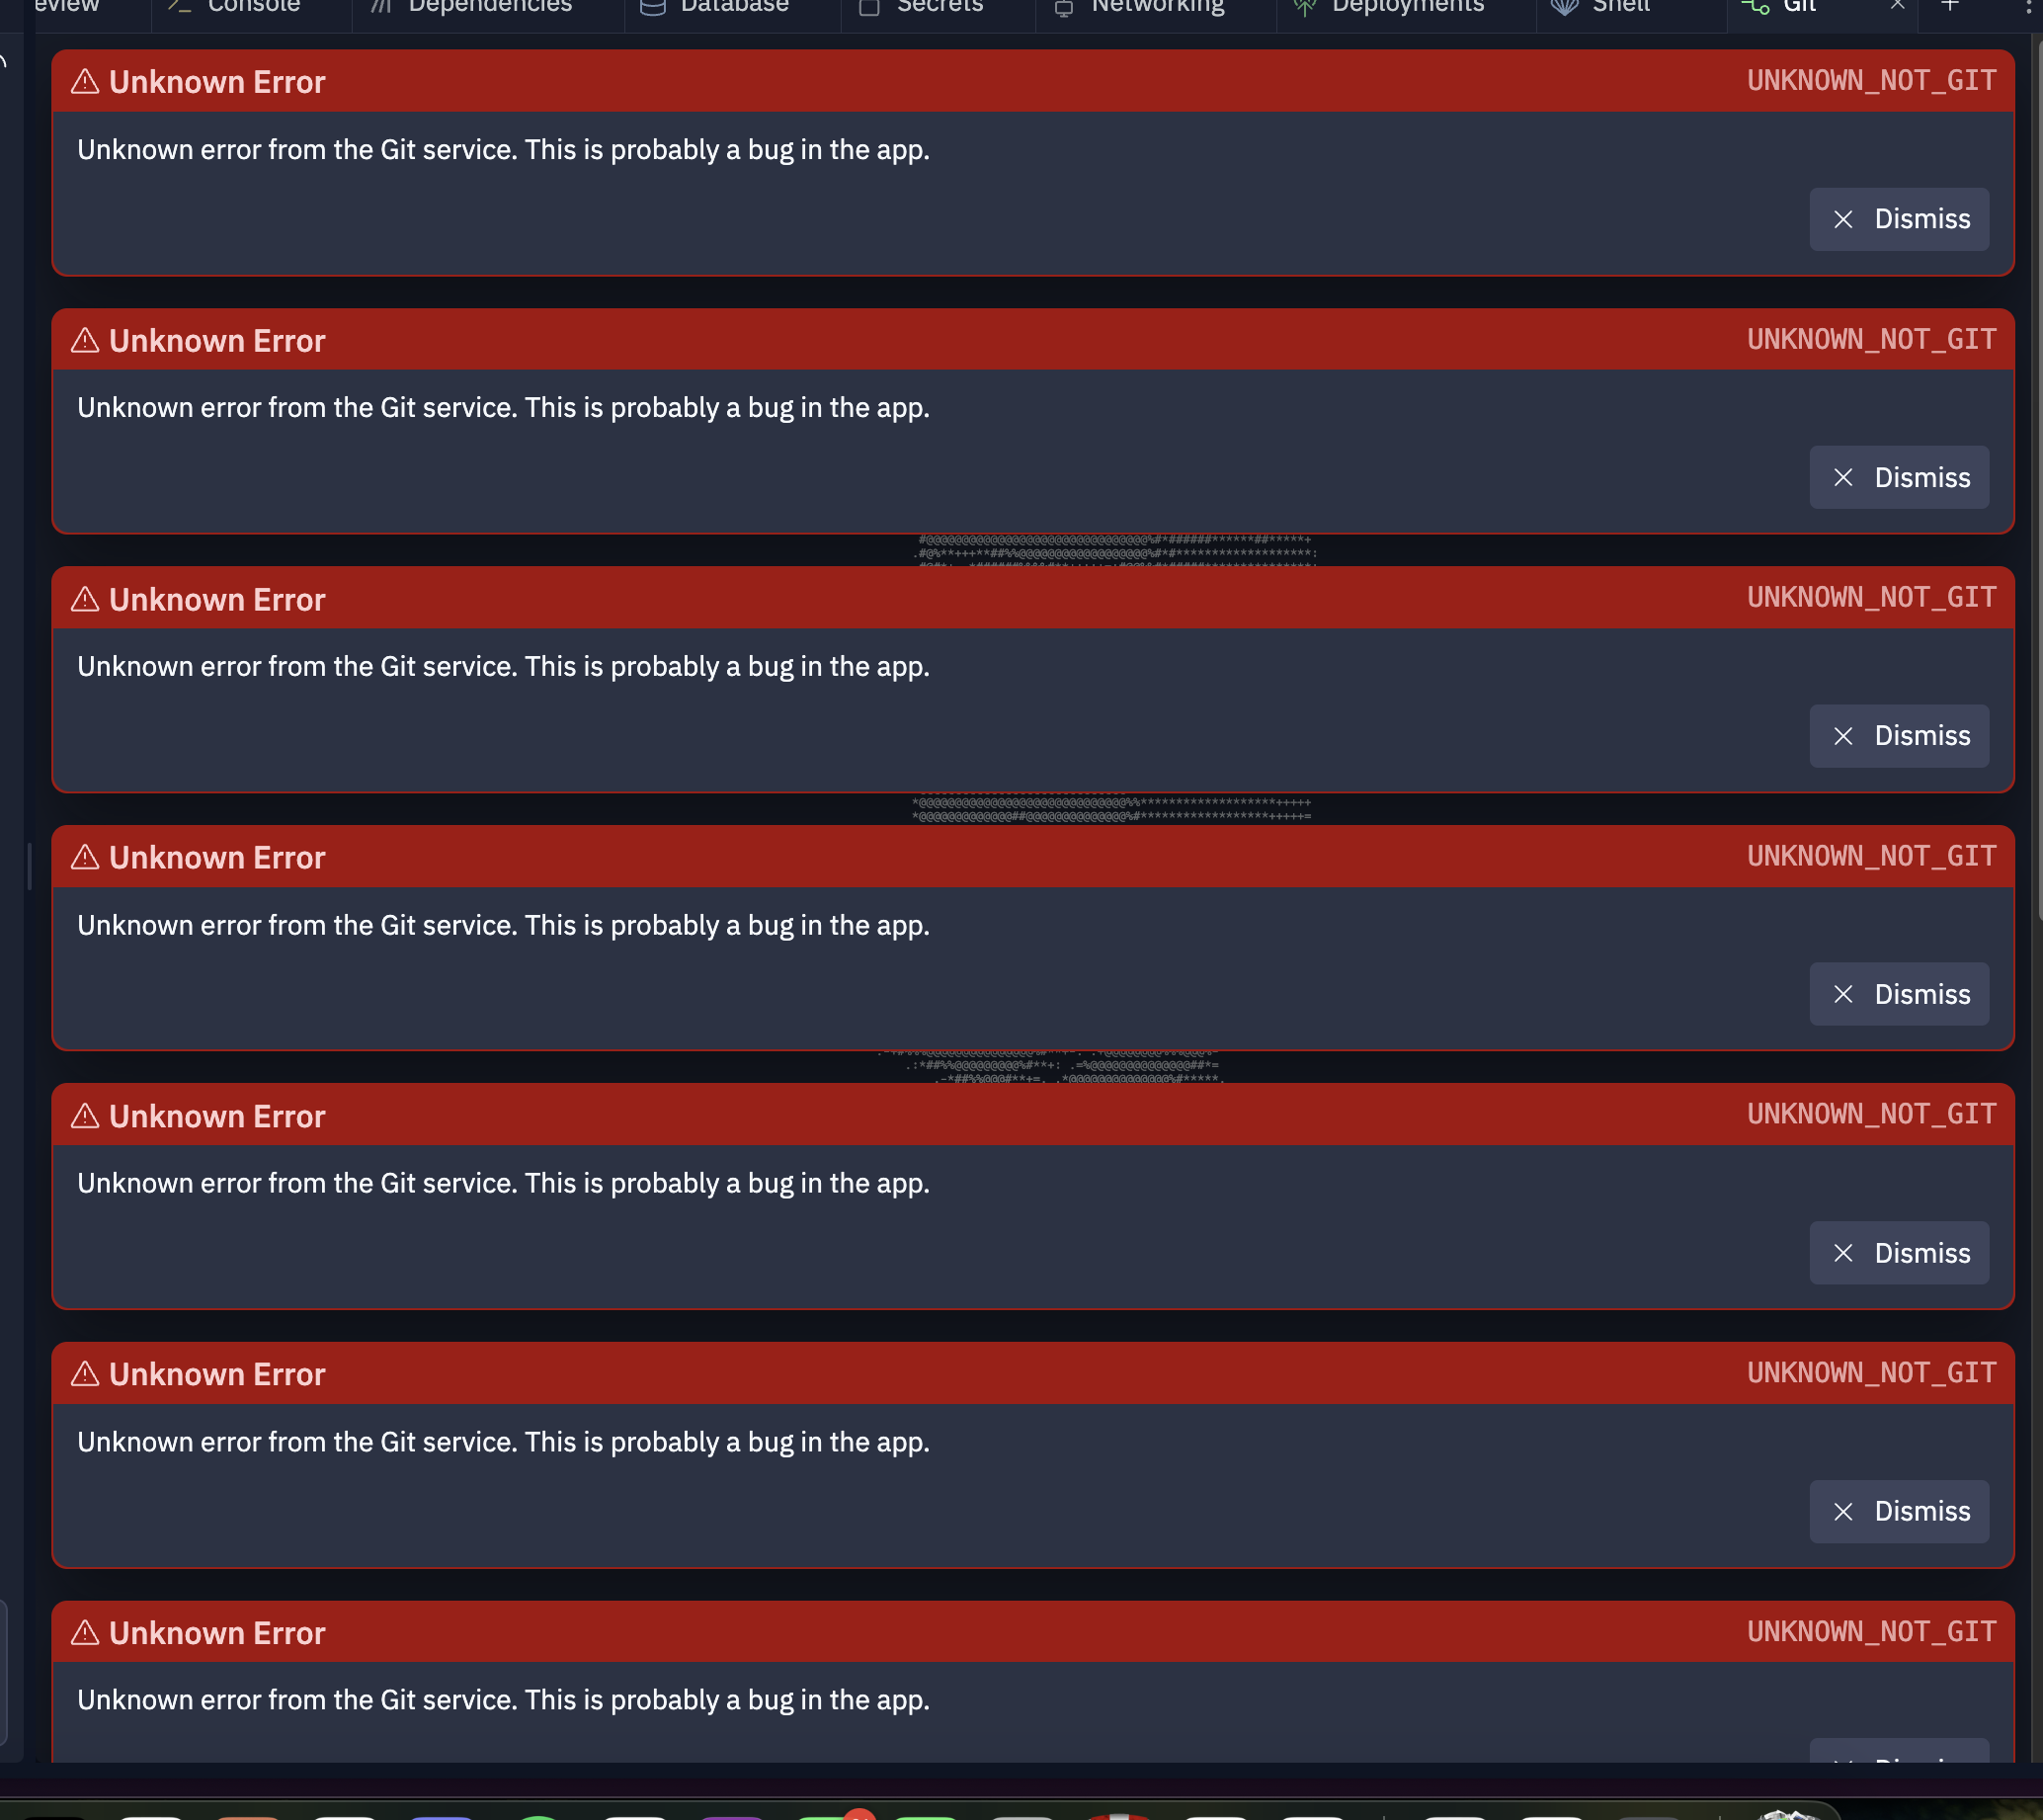 Console Dependencies Database Secrets Networking Deployments Shell Git
Unknown Error UNKNOWN_NOT_GIT
Unknown error from the Git service. This is probably a bug in the app.
Dismiss
Unknown Error UNKNOWN_NOT_GIT
Unknown error from the Git service. This is probably a bug in the app.
Dismiss
Unknown Error UNKNOWN_NOT_GIT
Unknown error from the Git service. This is probably a bug in the app.
Dismiss
Unknown Error UNKNOWN_NOT_GIT
Unknown error from the Git service. This is probably a bug in the app.
Dismiss
Unknown Error UNKNOWN_NOT_GIT
Unknown error from the Git service. This is probably a bug in the app.
Dismiss
Unknown Error UNKNOWN_NOT_GIT
Unknown error from the Git service. This is probably a bug in the app.
Dismiss
Unknown Error UNKNOWN_NOT_GIT
Unknown error from the Git service. This is probably a bug in the app.